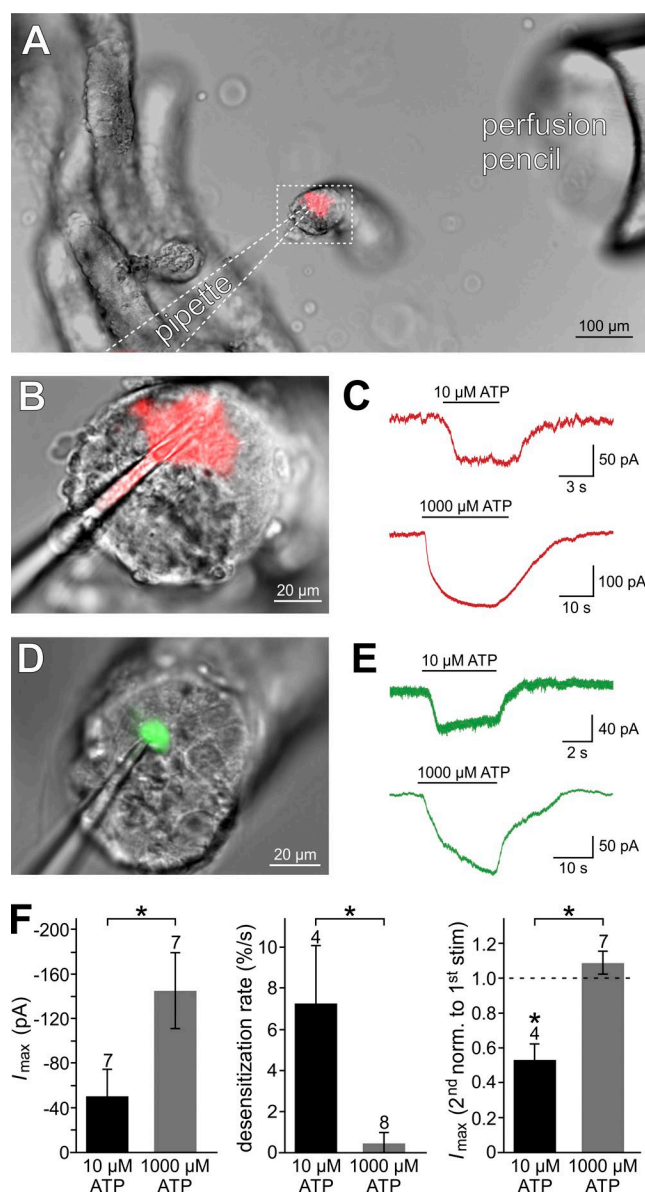 A
perfusion
pencil
pipette
100 µm
B
20 µm
C
10 µM ATP
50 pA
3 s
1000 µM ATP
100 pA
10 s
D
20 µm
E
10 µM ATP
40 pA
2 s
1000 µM ATP
50 pA
10 s
F
Imax (pA)
-200
-160
-120
-80
-40
0
*
7
7
10 µM
ATP
1000 µM
ATP
desensitization rate (%/s)
10
8
6
4
2
0
*
4
8
10 µM
ATP
1000 µM
ATP
Imax (2nd norm. to 1st stim)
1.2
1.0
0.8
0.6
0.4
0.2
0
*
7
*
4
10 µM
ATP
1000 µM
ATP